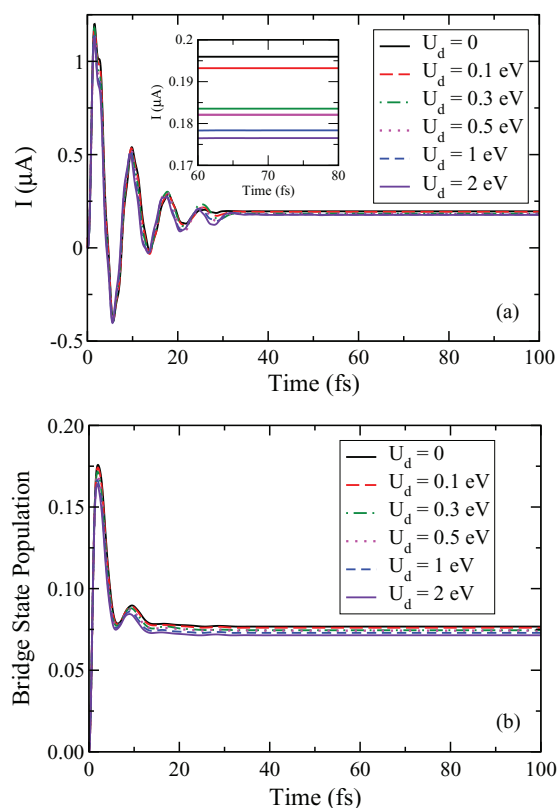 1
0.5
0
-0.5
I (μA)
0.2
0.19
0.18
0.17
I (μA)
60
70
80
Time (fs)
U_d = 0
U_d = 0.1 eV
U_d = 0.3 eV
U_d = 0.5 eV
U_d = 1 eV
U_d = 2 eV
(a)
0 20 40 60 80 100
Time (fs)
0.20
0.15
0.10
0.05
0.00
Bridge State Population
U_d = 0
U_d = 0.1 eV
U_d = 0.3 eV
U_d = 0.5 eV
U_d = 1 eV
U_d = 2 eV
(b)
0 20 40 60 80 100
Time (fs)